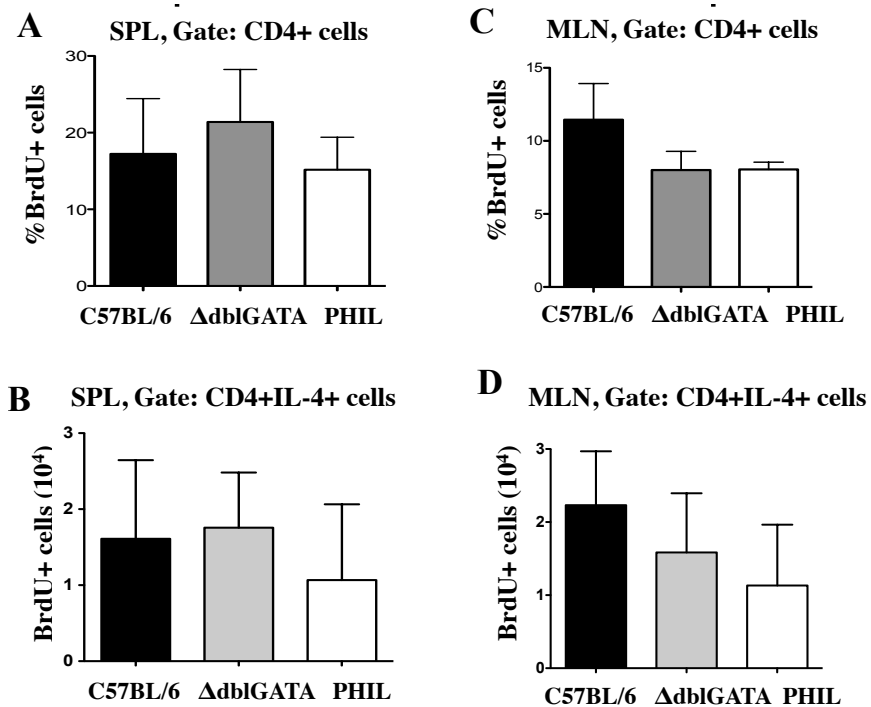 A
SPL, Gate: CD4+ cells
%BrdU+ cells
30
20
10
0
C57BL/6 ΔdblGATA PHIL
C
MLN, Gate: CD4+ cells
%BrdU+ cells
15
10
5
0
C57BL/6 ΔdblGATA PHIL
B
SPL, Gate: CD4+IL-4+ cells
BrdU+ cells (10⁴)
3
2
1
0
C57BL/6 ΔdblGATA PHIL
D
MLN, Gate: CD4+IL-4+ cells
BrdU+ cells (10⁴)
3
2
1
0
C57BL/6 ΔdblGATA PHIL